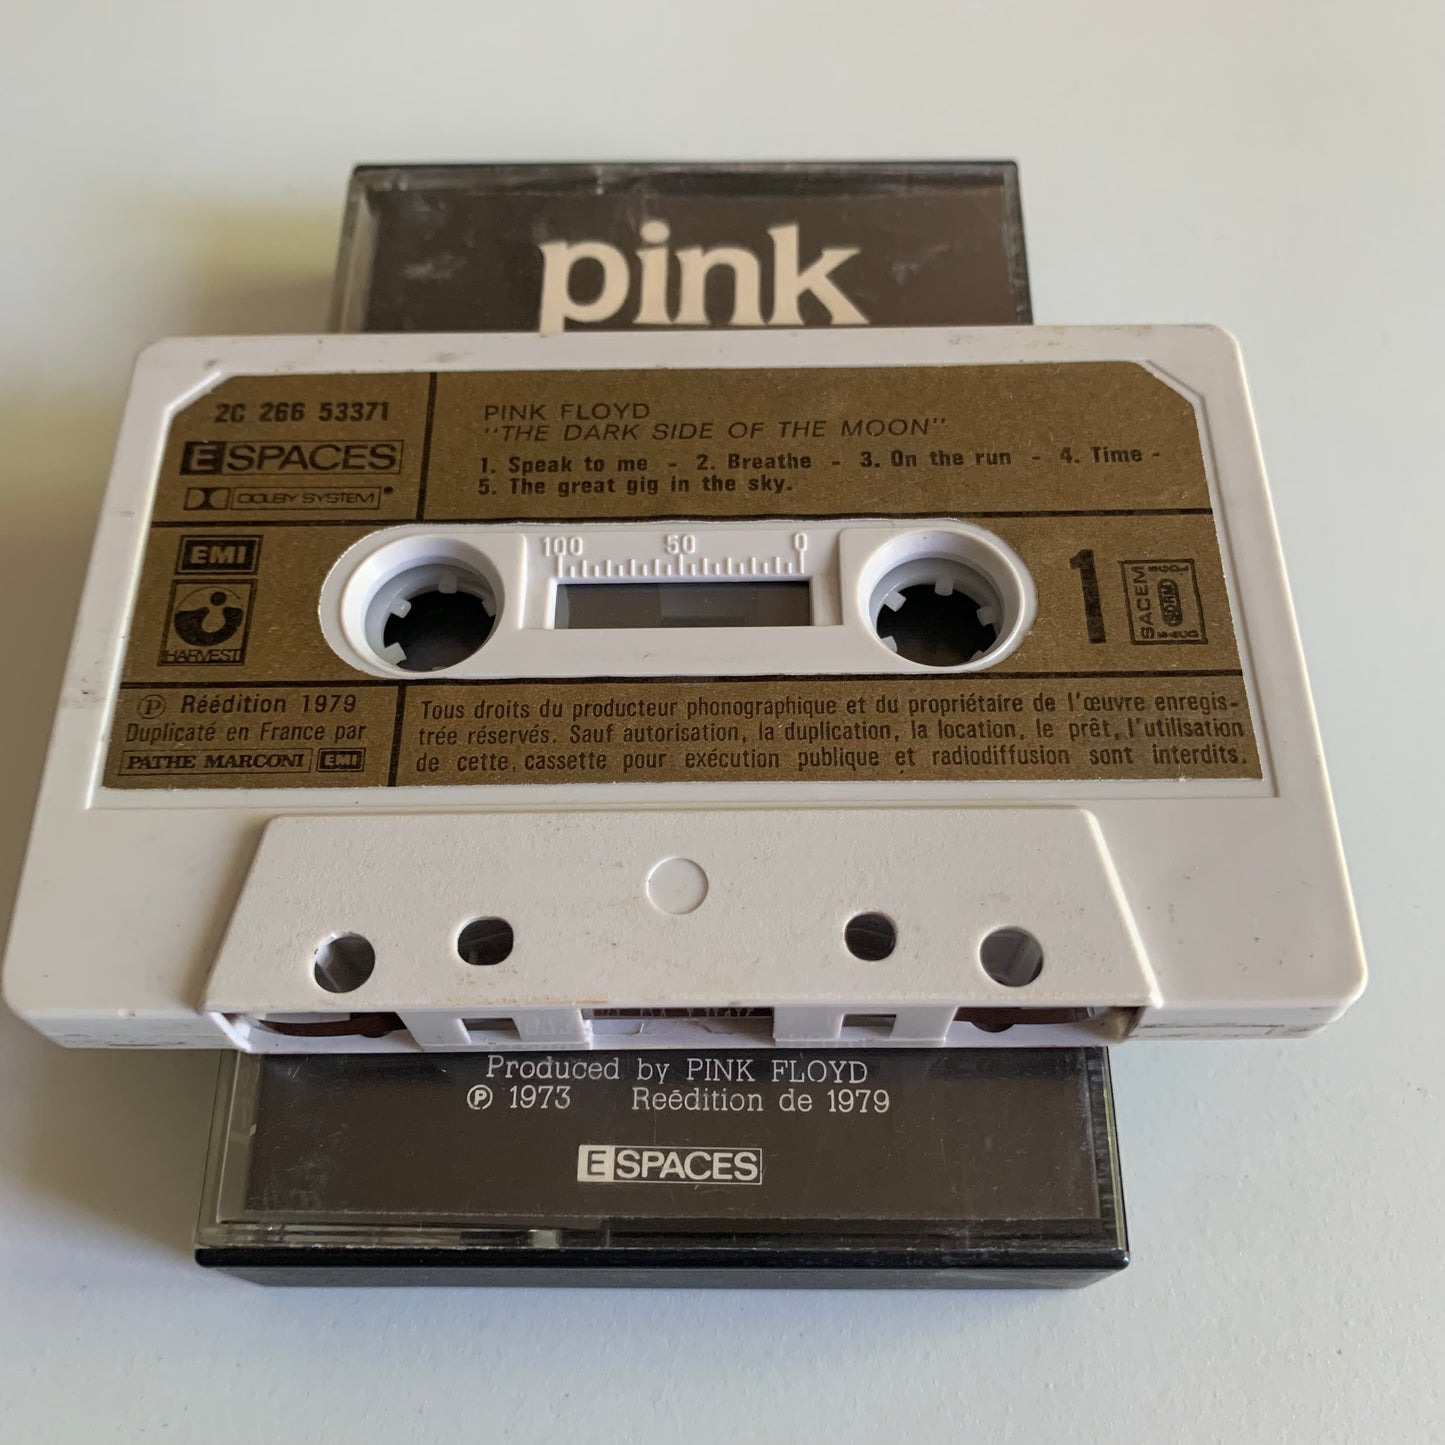 pink
2C 266 53371
ESPACES
DOLBY SYSTEM
PINK FLOYD
"THE DARK SIDE OF THE MOON"
1. Speak to me - 2. Breathe - 3. On the run - 4. Time -
5. The great gig in the sky.
EMI
HARVEST
100 50 0
1
SACEM
SDRM
Ⓟ Réédition 1979
Duplicaté en France par
PATHE MARCONI EMI
Tous droits du producteur phonographique et du propriétaire de l'œuvre enregis-
trée réservés. Sauf autorisation, la duplication, la location, le prêt, l'utilisation
de cette cassette pour exécution publique et radiodiffusion sont interdits.
Produced by PINK FLOYD
Ⓟ 1973 Reédition de 1979
ESPACES